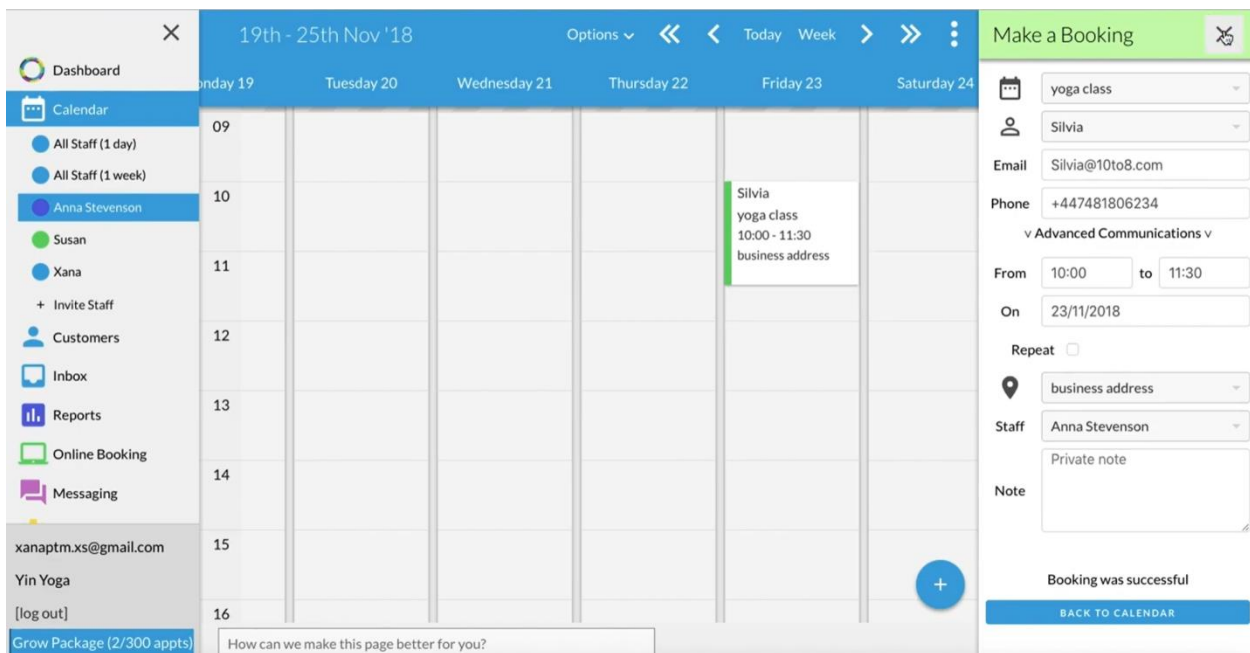 Dashboard
Calendar
All Staff (1 day)
All Staff (1 week)
Anna Stevenson
Susan
Xana
+ Invite Staff
Customers
Inbox
Reports
Online Booking
Messaging
xanaptm.xs@gmail.com
Yin Yoga
[log out]
Grow Package (2/300 appts)
19th - 25th Nov '18
Options
Today Week
onday 19 Tuesday 20 Wednesday 21 Thursday 22 Friday 23 Saturday 24
09
10
11
12
13
14
15
16
Silvia
yoga class
10:00 - 11:30
business address
+
How can we make this page better for you?
Make a Booking
yoga class
Silvia
Email Silvia@10to8.com
Phone +447481806234
v Advanced Communications v
From 10:00 to 11:30
On 23/11/2018
Repeat
business address
Staff Anna Stevenson
Note Private note
Booking was successful
BACK TO CALENDAR